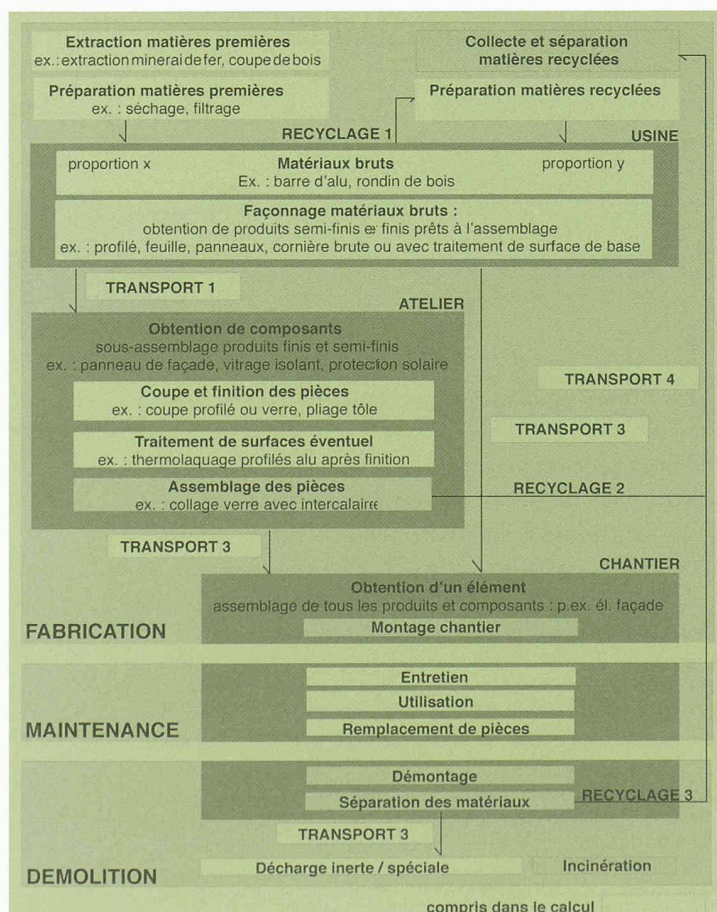 Extraction matières premières
ex.: extraction minerai de fer, coupe de bois
Collecte et séparation
matières recyclées
Préparation matières premières
ex. : séchage, filtrage
Préparation matières recyclées
RECYCLAGE 1
USINE
proportion x
Matériaux bruts
proportion y
Ex. : barre d'alu, rondin de bois
Façonnage matériaux bruts :
obtention de produits semi-finis et finis prêts à l'assemblage
ex. : profilé, feuille, panneaux, cornière brute ou avec traitement de surface de base
TRANSPORT 1
ATELIER
Obtention de composants
sous-assemblage produits finis et semi-finis
ex. : panneau de façade, vitrage isolant, protection solaire
TRANSPORT 4
Coupe et finition des pièces
ex. : coupe profilé ou verre, pliage tôle
TRANSPORT 3
Traitement de surfaces éventuel
ex. : thermolaquage profilés alu après finition
Assemblage des pièces
ex. : collage verre avec intercalaire
RECYCLAGE 2
TRANSPORT 3
CHANTIER
Obtention d'un élément
assemblage de tous les produits et composants : p.ex. él. façade
Montage chantier
FABRICATION
Entretien
Utilisation
Remplacement de pièces
MAINTENANCE
Démontage
Séparation des matériaux
RECYCLAGE 3
TRANSPORT 3
Décharge inerte / spéciale
Incinération
DEMOLITION
compris dans le calcul